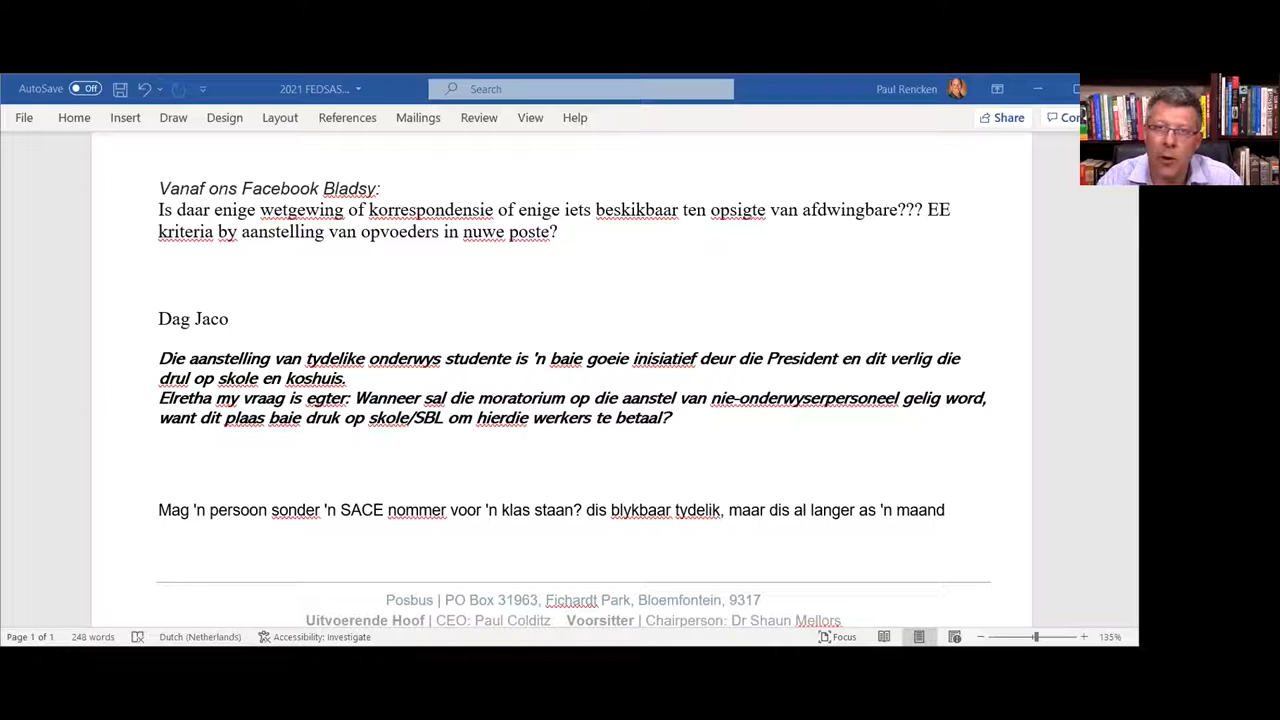 AutoSave Off 2021 FEDSAS... Search Paul Rencken
File Home Insert Draw Design Layout References Mailings Review View Help Share Co
Vanaf ons Facebook Bladsy:
Is daar enige wetgewing of korrespondensie of enige iets beskikbaar ten opsigte van afdwingbare??? EE
kriteria by aanstelling van opvoeders in nuwe poste?
Dag Jaco
Die aanstelling van tydelike onderwys studente is 'n baie goeie inisiatief deur die President en dit verlig die
drul op skole en koshuis.
Elretha my vraag is egter: Wanneer sal die moratorium op die aanstel van nie-onderwyserpersoneel gelig word,
want dit plaas baie druk op skole/SBL om hierdie werkers te betaal?
Mag 'n persoon sonder 'n SACE nommer voor 'n klas staan? dis blykbaar tydelik, maar dis al langer as 'n maand
Posbus | PO Box 31963, Fichardt Park, Bloemfontein, 9317
Uitvoerende Hoof | CEO: Paul Colditz Voorsitter | Chairperson: Dr Shaun Mellors
Page 1 of 1 248 words Dutch (Netherlands) Accessibility: Investigate Focus 135%